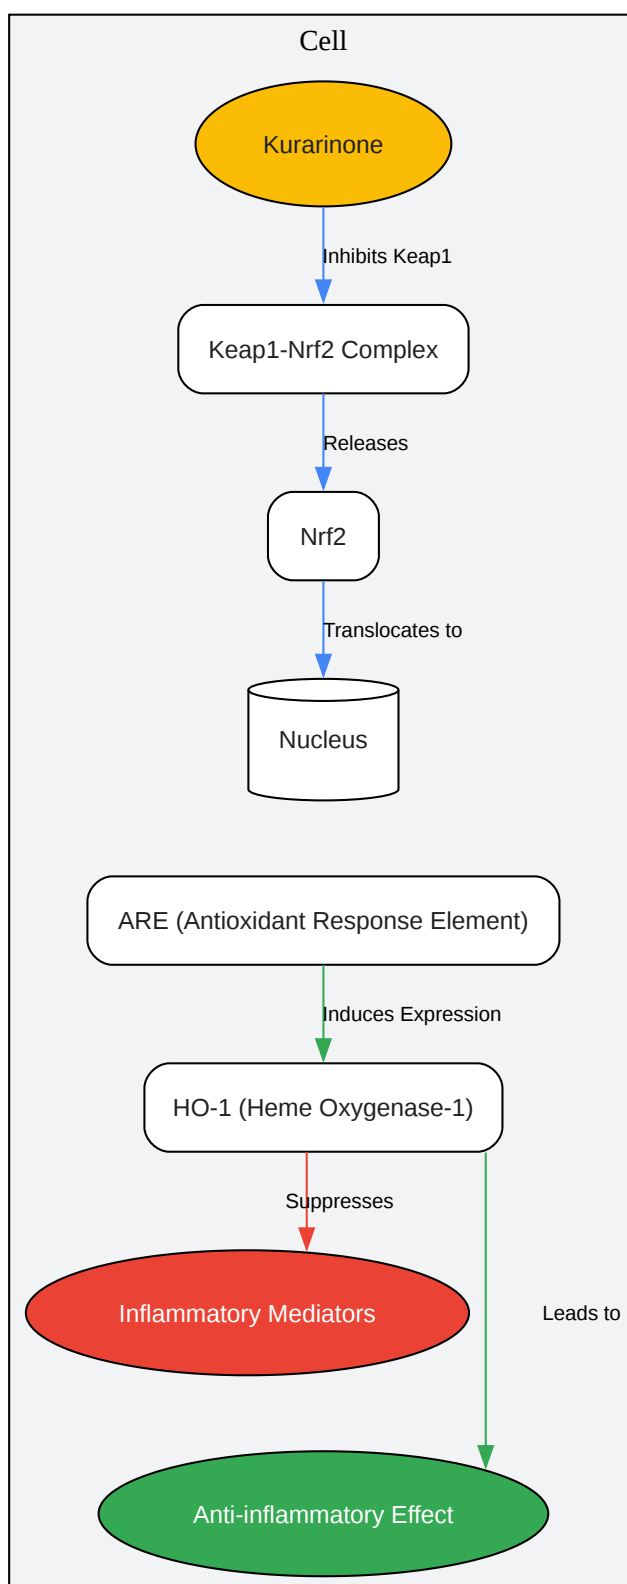 Cell
Kurarinone
Inhibits Keap1
Keap1-Nrf2 Complex
Releases
Nrf2
Translocates to
Nucleus
ARE (Antioxidant Response Element)
Induces Expression
HO-1 (Heme Oxygenase-1)
Suppresses
Inflammatory Mediators
Leads to
Anti-inflammatory Effect